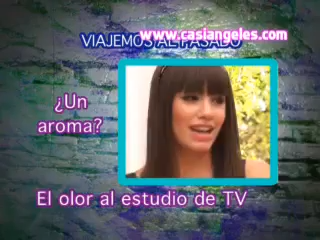 www.casiangeles.com
VIAJEMOS AL PASADO
¿Un
aroma?
El olor al estudio de TV